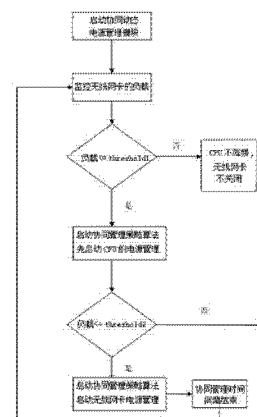 启动协同动态
电源管理模块
监控无线网卡的负载
负载<= threshold1
否
CPU不降频,
无线网卡
不关闭
是
启动协同管理策略算法
先启动CPU的电源管理
负载<= threshold2
否
是
启动协同管理策略算法
启动无线网卡电源管理
协同管理时间
间隔结束